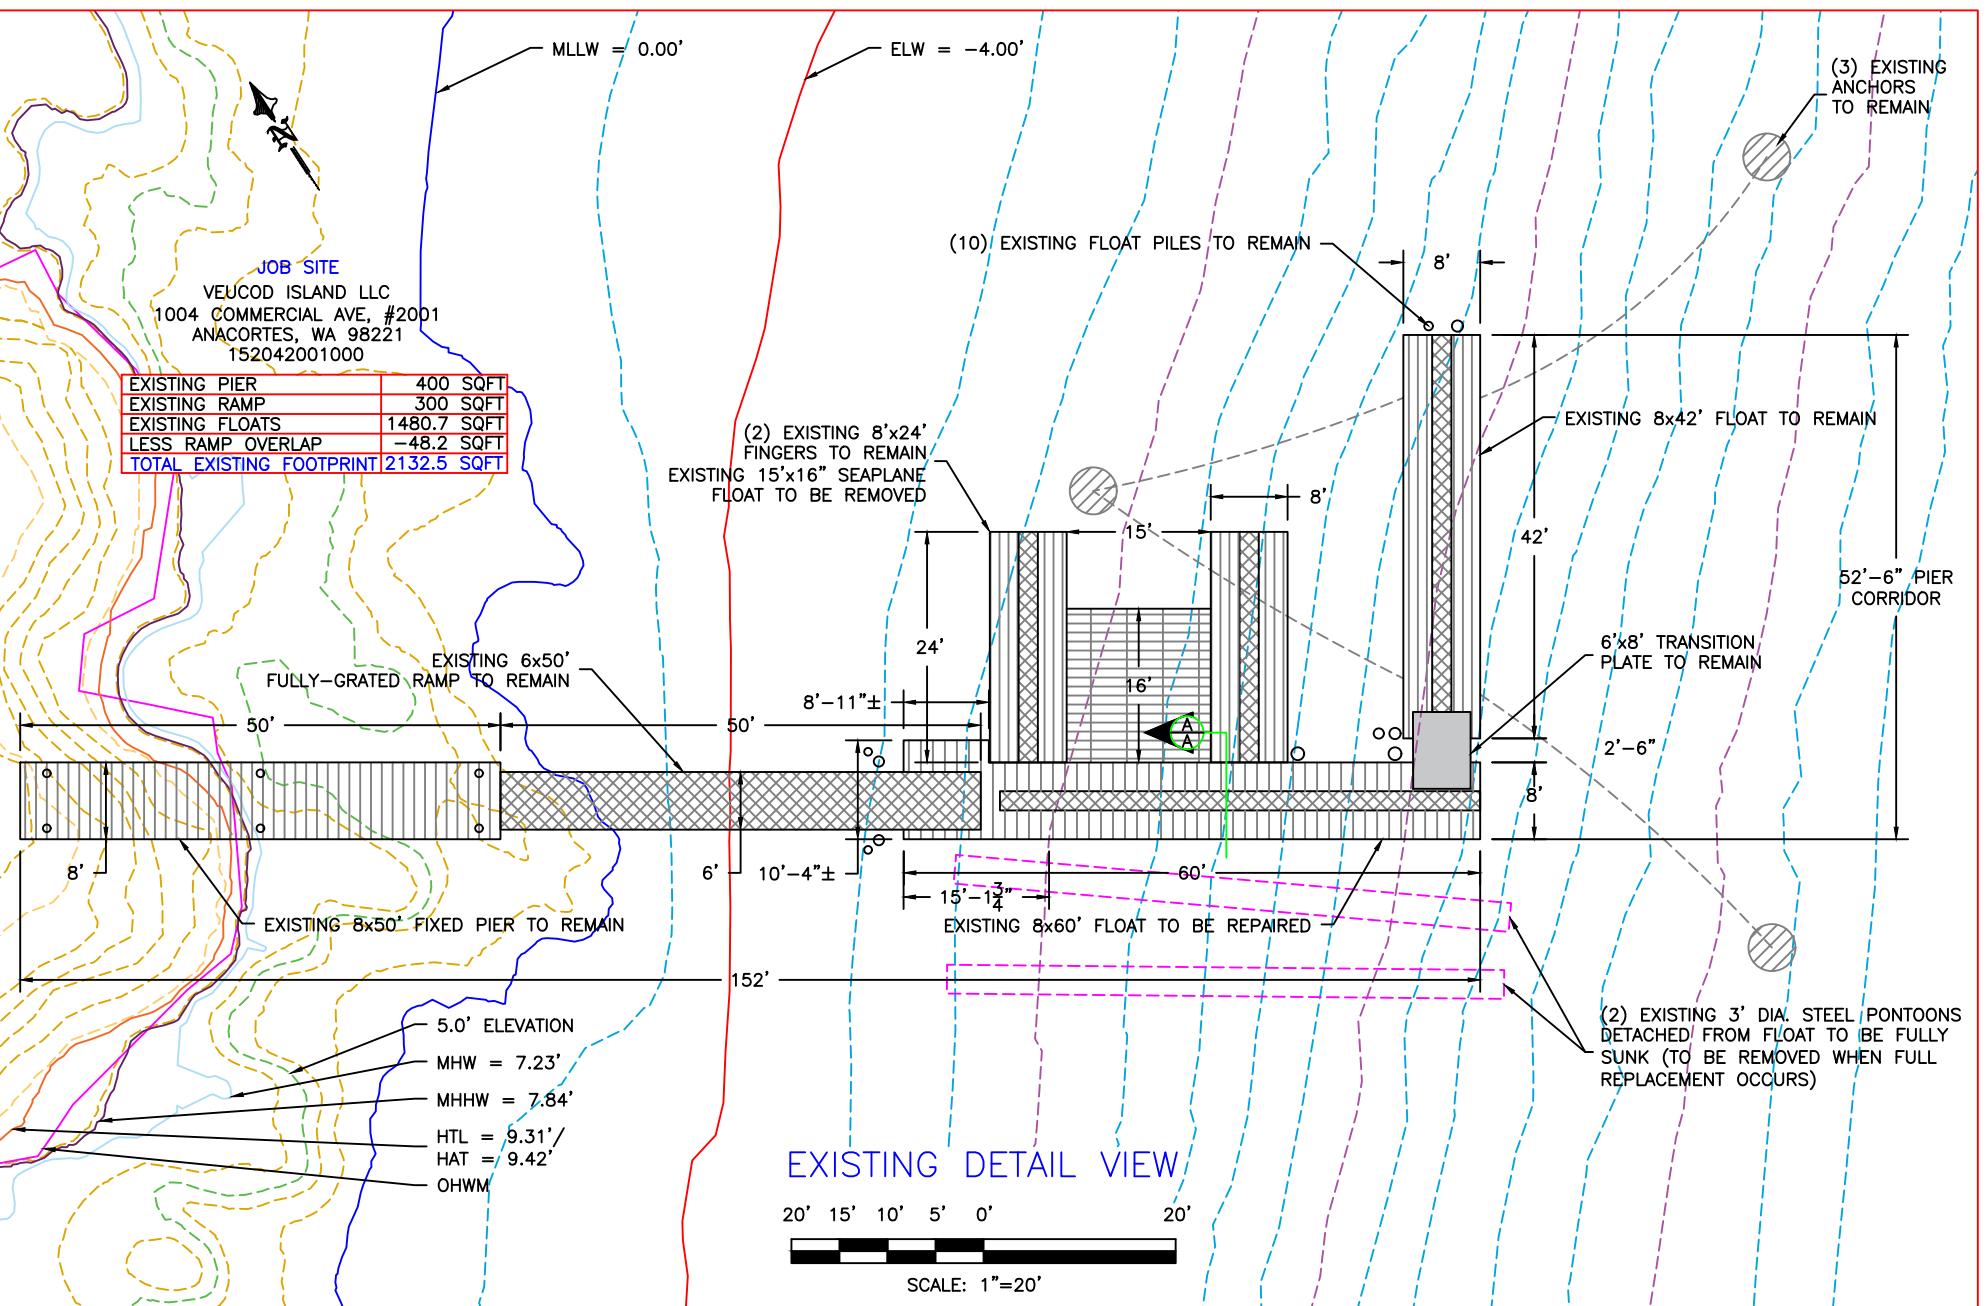 MLLW = 0.00'
ELW = -4.00'
(3) EXISTING
ANCHORS
TO REMAIN
N
(10) EXISTING FLOAT PILES TO REMAIN
8'
JOB SITE
VEUCOD ISLAND LLC
1004 COMMERCIAL AVE, #2001
ANACORTES, WA 98221
152042001000
EXISTING PIER 400 SQFT
EXISTING RAMP 300 SQFT
EXISTING FLOATS 1480.7 SQFT
LESS RAMP OVERLAP -48.2 SQFT
TOTAL EXISTING FOOTPRINT 2132.5 SQFT
(2) EXISTING 8'x24'
FINGERS TO REMAIN
EXISTING 15'x16" SEAPLANE
FLOAT TO BE REMOVED
EXISTING 8x42' FLOAT TO REMAIN
8'
15'
42'
52'-6" PIER
CORRIDOR
24'
6'x8' TRANSITION
PLATE TO REMAIN
EXISTING 6x50'
FULLY-GRATED RAMP TO REMAIN
16'
8'-11"±
50'
50'
A
A
2'-6"
8'
8'
6'
10'-4"±
60'
15'-1 3/4"
EXISTING 8x50' FIXED PIER TO REMAIN
EXISTING 8x60' FLOAT TO BE REPAIRED
152'
(2) EXISTING 3' DIA. STEEL PONTOONS
DETACHED FROM FLOAT TO BE FULLY
SUNK (TO BE REMOVED WHEN FULL
REPLACEMENT OCCURS)
5.0' ELEVATION
MHW = 7.23'
MHHW = 7.84'
HTL = 9.31'/
HAT = 9.42'
OHWM
EXISTING DETAIL VIEW
20' 15' 10' 5' 0' 20'
SCALE: 1"=20'